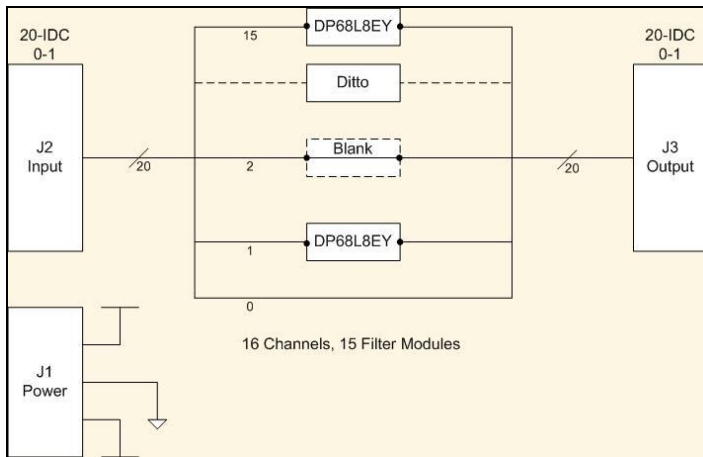 20-IDC
0-1
J2
Input
20
15
DP68L8EY
Ditto
2
Blank
1
DP68L8EY
0
16 Channels, 15 Filter Modules
20
20-IDC
0-1
J3
Output
J1
Power